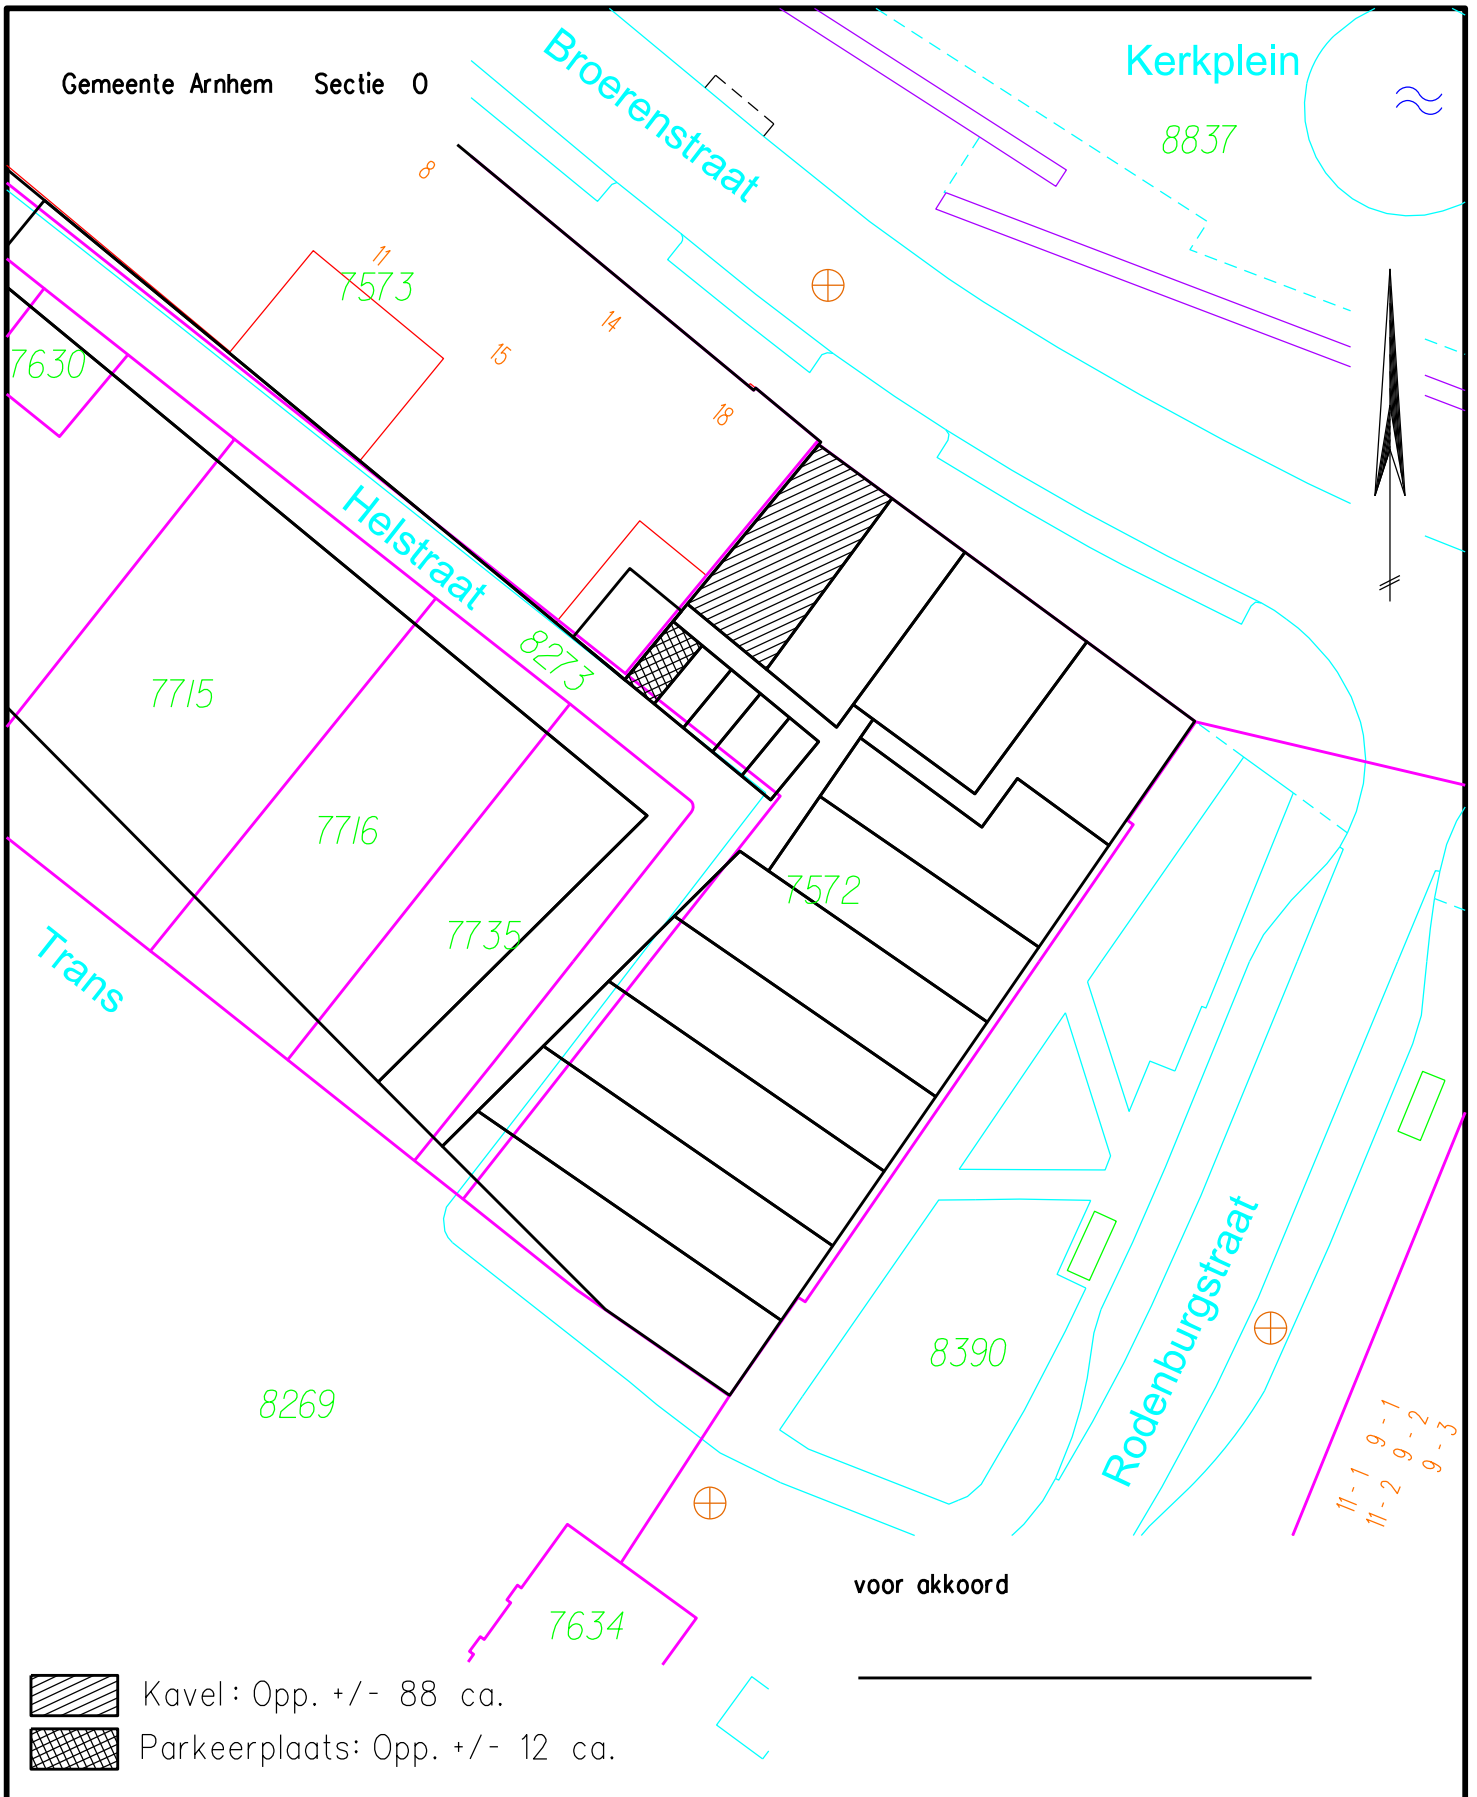 Gemeente Arnhem Sectie O
Broerenstraat
Kerkplein
8837
8
11
7573
14
15
18
7630
Helstraat
8273
7715
7716
7735
7572
Trans
8390
Rodenburgstraat
8269
11-1 9-1
11-2 9-2
9-3
7634
voor akkoord
Kavel: Opp. +/- 88 ca.
Parkeerplaats: Opp. +/- 12 ca.